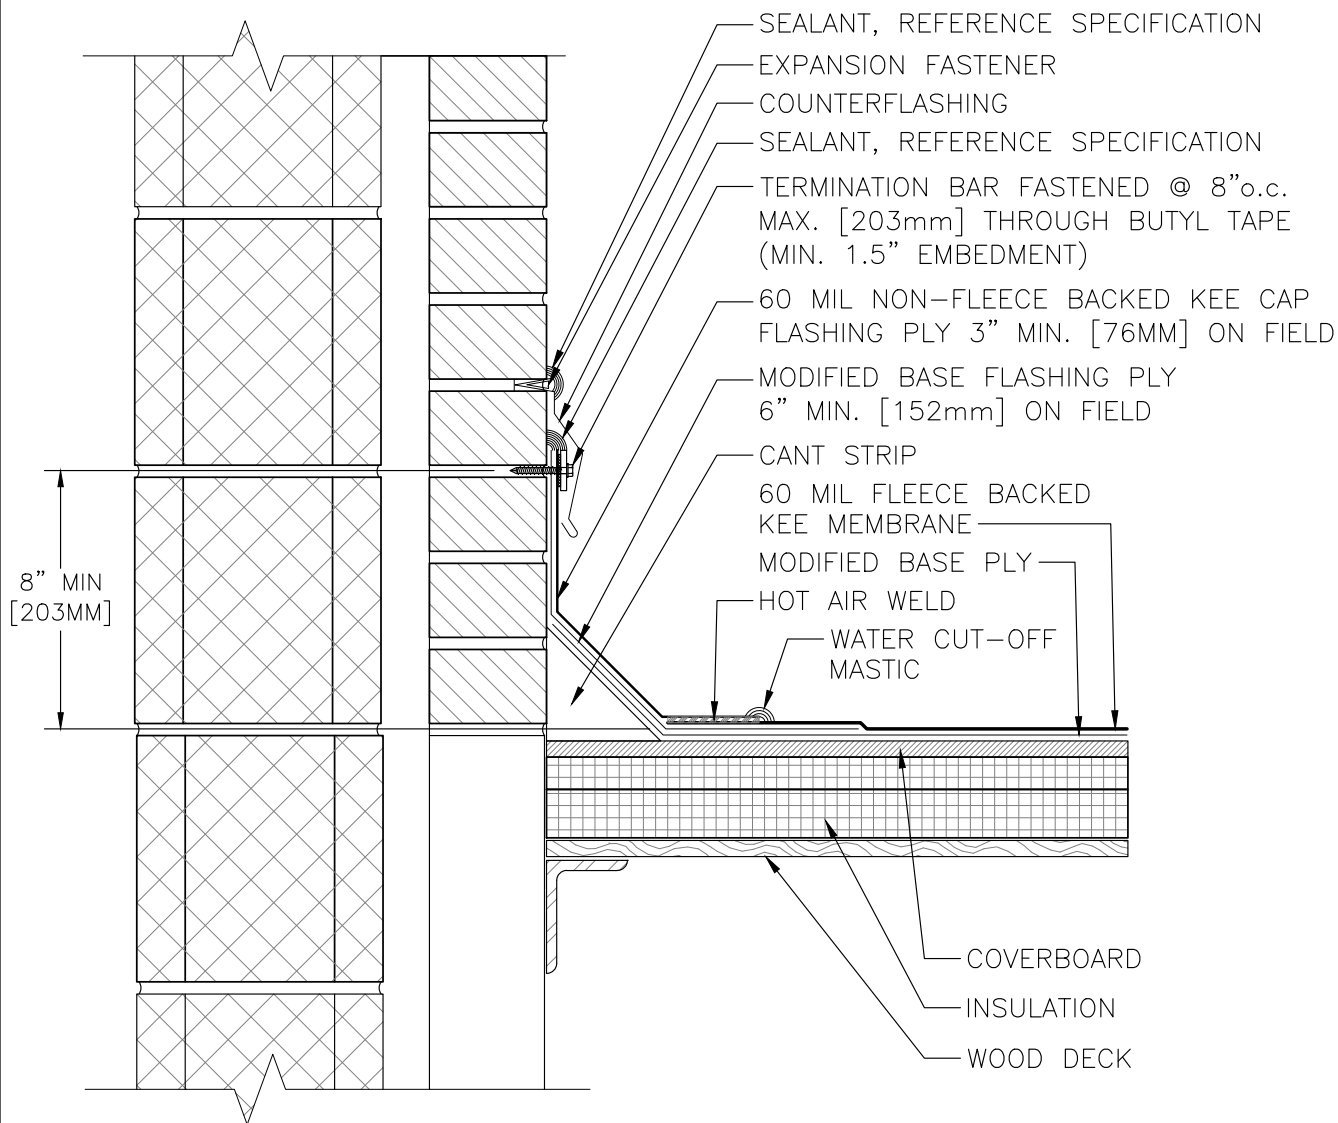 SEALANT, REFERENCE SPECIFICATION
EXPANSION FASTENER
COUNTERFLASHING
SEALANT, REFERENCE SPECIFICATION
TERMINATION BAR FASTENED @ 8"o.c.
MAX. [203mm] THROUGH BUTYL TAPE
(MIN. 1.5" EMBEDMENT)
60 MIL NON-FLEECE BACKED KEE CAP
FLASHING PLY 3" MIN. [76MM] ON FIELD
MODIFIED BASE FLASHING PLY
6" MIN. [152mm] ON FIELD
CANT STRIP
60 MIL FLEECE BACKED
KEE MEMBRANE
MODIFIED BASE PLY
HOT AIR WELD
WATER CUT-OFF
MASTIC
8" MIN
[203MM]
COVERBOARD
INSULATION
WOOD DECK